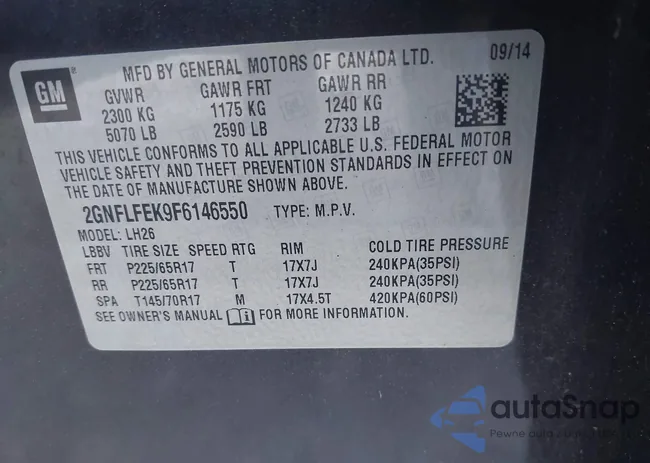 GM
MFD BY GENERAL MOTORS OF CANADA LTD. 09/14
GVWR GAWR FRT GAWR RR
2300 KG 1175 KG 1240 KG
5070 LB 2590 LB 2733 LB
THIS VEHICLE CONFORMS TO ALL APPLICABLE U.S. FEDERAL MOTOR
VEHICLE SAFETY AND THEFT PREVENTION STANDARDS IN EFFECT ON
THE DATE OF MANUFACTURE SHOWN ABOVE.
2GNFLFEK9F6146550 TYPE: M.P.V.
MODEL: LH26
LBBV TIRE SIZE SPEED RTG RIM COLD TIRE PRESSURE
FRT P225/65R17 T 17X7J 240KPA(35PSI)
RR P225/65R17 T 17X7J 240KPA(35PSI)
SPA T145/70R17 M 17X4.5T 420KPA(60PSI)
SEE OWNER'S MANUAL i FOR MORE INFORMATION.
autaSnap
Pewne auto z